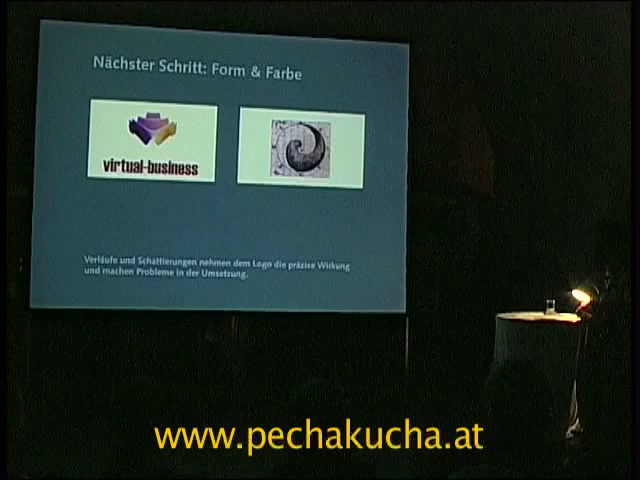 Nächster Schritt: Form & Farbe
virtual-business
Verläufe und Schattierungen nehmen dem Logo die präzise Wirkung
und machen Probleme in der Umsetzung.
www.pechakucha.at